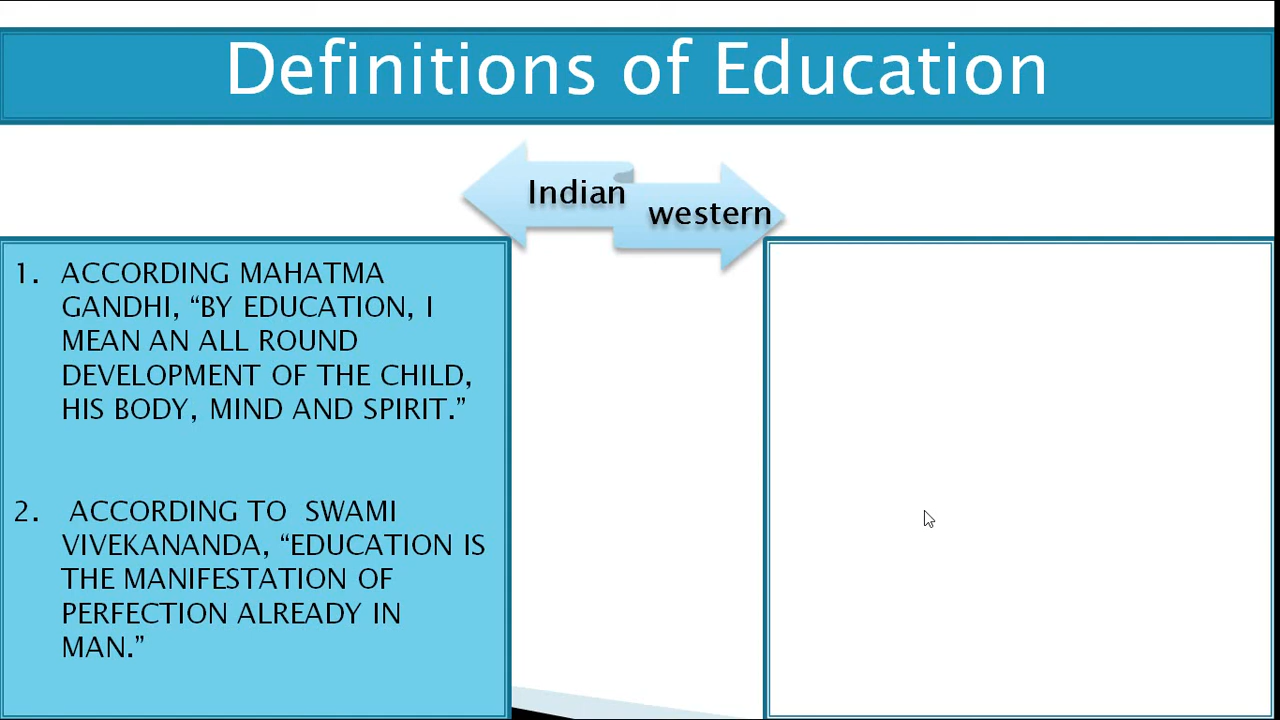 Definitions of Education
Indian
western
1. ACCORDING MAHATMA
GANDHI, “BY EDUCATION, I
MEAN AN ALL ROUND
DEVELOPMENT OF THE CHILD,
HIS BODY, MIND AND SPIRIT.”
2. ACCORDING TO SWAMI
VIVEKANANDA, “EDUCATION IS
THE MANIFESTATION OF
PERFECTION ALREADY IN
MAN.”